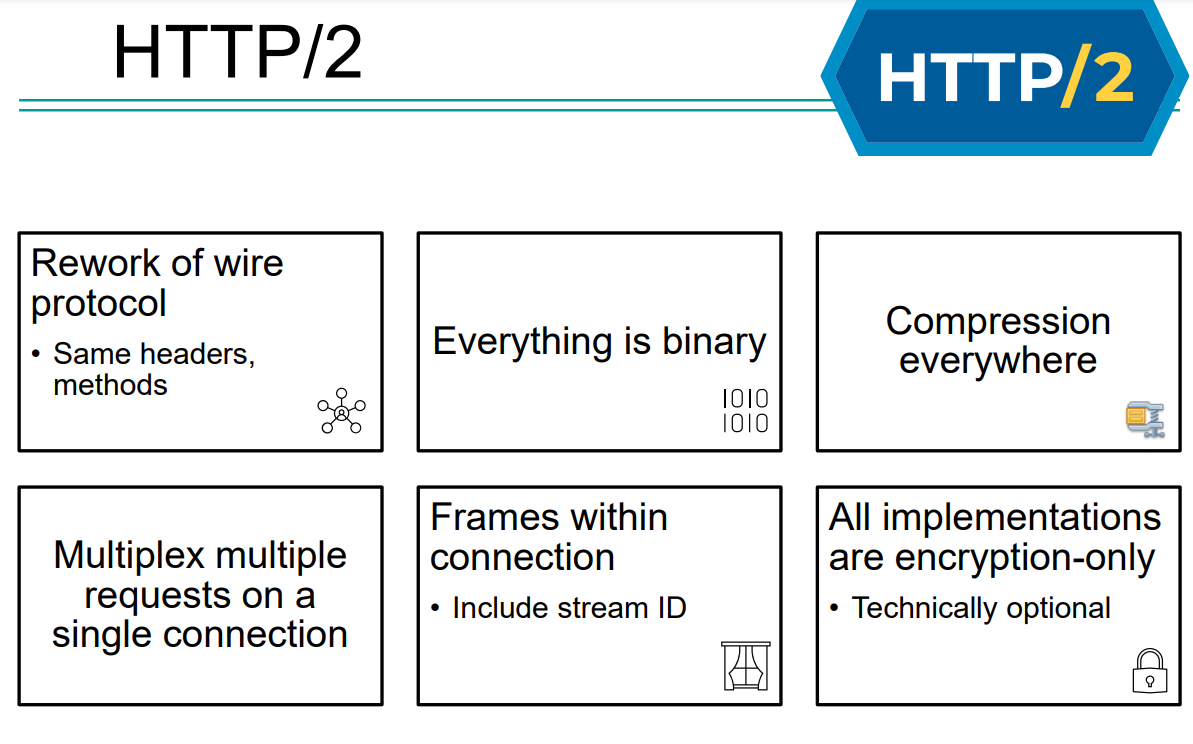 HTTP/2
HTTP/2
Rework of wire
protocol
• Same headers,
methods
Everything is binary
1010
1010
Compression
everywhere
Multiplex multiple
requests on a
single connection
Frames within
connection
• Include stream ID
All implementations
are encryption-only
• Technically optional